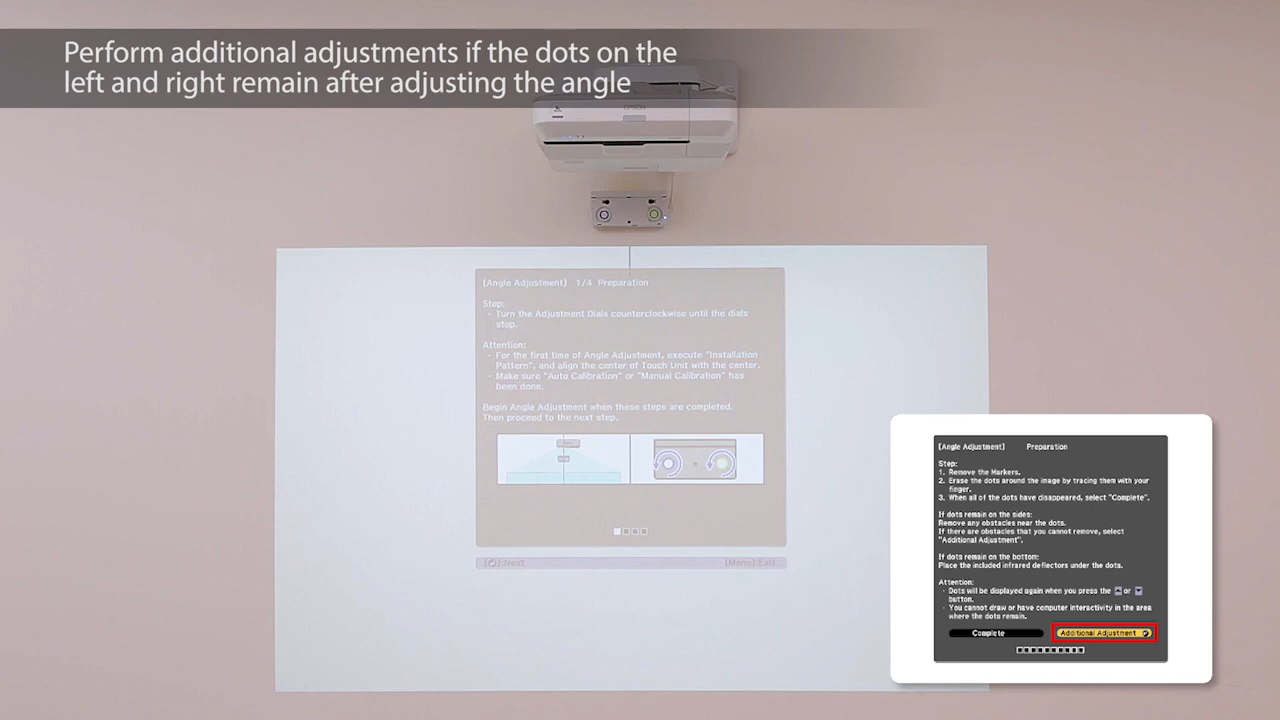 Perform additional adjustments if the dots on the
left and right remain after adjusting the angle
EPSON
[Angle Adjustment] 1/4 Preparation
Step:
· Turn the Adjustment Dials counterclockwise until the dials
stop.
Attention:
· For the first time of Angle Adjustment, execute "Installation
Pattern", and align the center of Touch Unit with the center.
· Make sure "Auto Calibration" or "Manual Calibration" has
been done.
Begin Angle Adjustment when these steps are completed.
Then proceed to the next step.
[ ]:Next [Menu]:Exit
[Angle Adjustment] Preparation
Step:
1. Remove the Markers.
2. Erase the dots around the image by tracing them with your
finger.
3. When all of the dots have disappeared, select "Complete".
If dots remain on the sides:
Remove any obstacles near the dots.
If there are obstacles that you cannot remove, select
"Additional Adjustment".
If dots remain on the bottom:
Place the included infrared deflectors under the dots.
Attention:
· Dots will be displayed again when you press the or
button.
· You cannot draw or have computer interactivity in the area
where the dots remain.
Complete Additional Adjustment